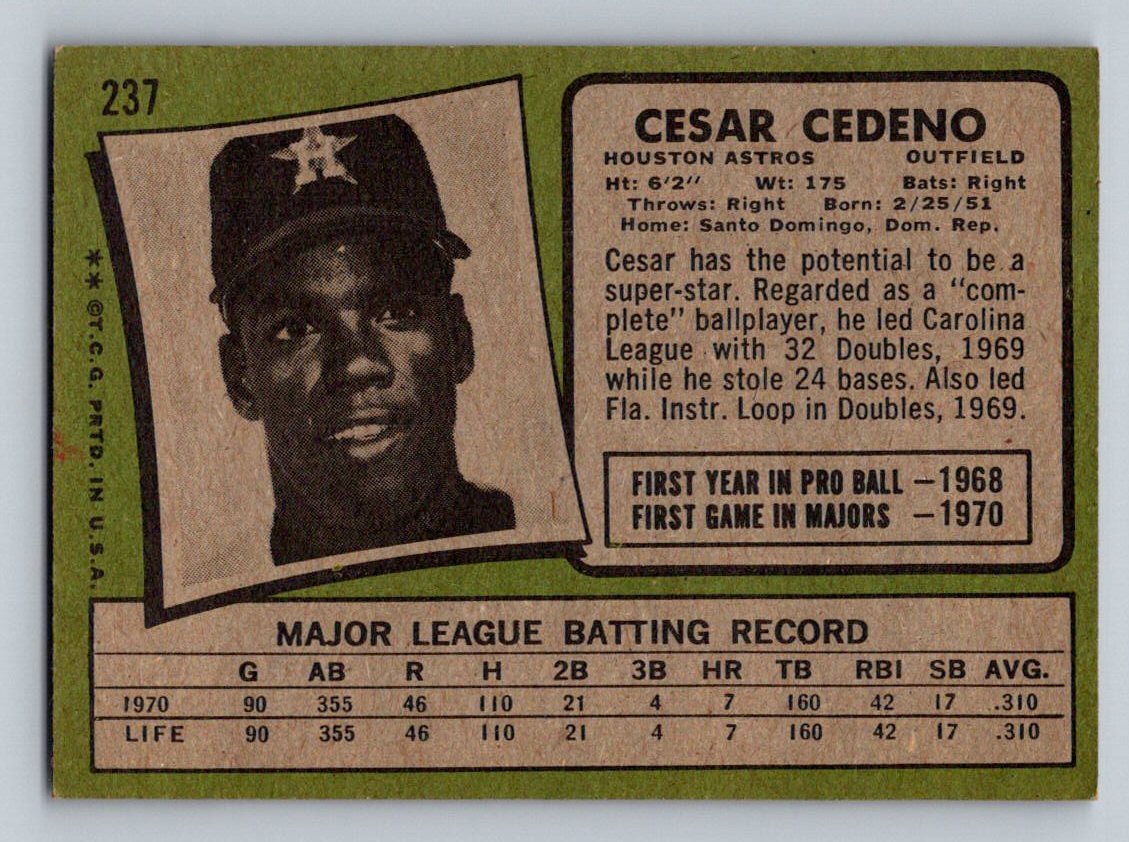 237
CESAR CEDENO
HOUSTON ASTROS OUTFIELD
Ht: 6'2" Wt: 175 Bats: Right
Throws: Right Born: 2/25/51
Home: Santo Domingo, Dom. Rep.
Cesar has the potential to be a
super-star. Regarded as a "com-
plete" ballplayer, he led Carolina
League with 32 Doubles, 1969
while he stole 24 bases. Also led
Fla. Instr. Loop in Doubles, 1969.
FIRST YEAR IN PRO BALL –1968
FIRST GAME IN MAJORS –1970
**©T.C.G. PRTD. IN U.S.A.
MAJOR LEAGUE BATTING RECORD
G AB R H 2B 3B HR TB RBI SB AVG.
1970 90 355 46 110 21 4 7 160 42 17 .310
LIFE 90 355 46 110 21 4 7 160 42 17 .310